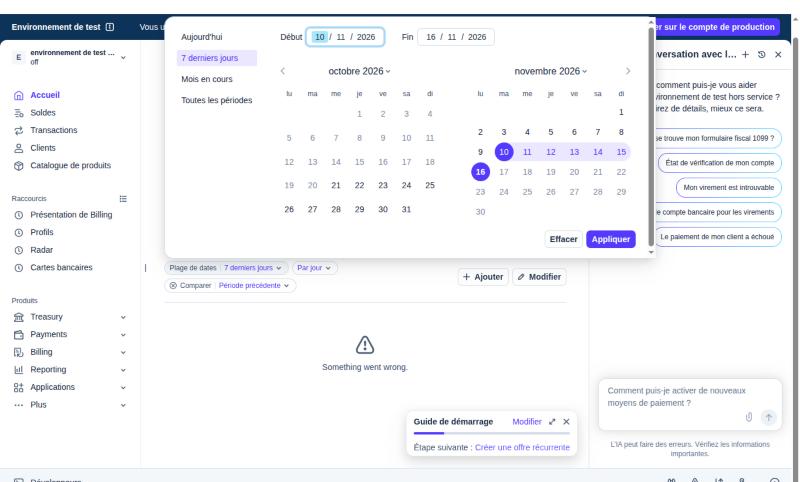 Environnement de test
Vous u
er sur le compte de production
E
environnement de test ...
off
Accueil
Soldes
Transactions
Clients
Catalogue de produits
Raccourcis
Présentation de Billing
Profils
Radar
Cartes bancaires
Produits
Treasury
Payments
Billing
Reporting
Applications
Plus
Développeurs
Aujourd'hui
7 derniers jours
Mois en cours
Toutes les périodes
Début 10 / 11 / 2026 Fin 16 / 11 / 2026
octobre 2026
lu ma me je ve sa di
1 2 3 4
5 6 7 8 9 10 11
12 13 14 15 16 17 18
19 20 21 22 23 24 25
26 27 28 29 30 31
novembre 2026
lu ma me je ve sa di
1
2 3 4 5 6 7 8
9 10 11 12 13 14 15
16 17 18 19 20 21 22
23 24 25 26 27 28 29
30
Effacer Appliquer
Plage de dates 7 derniers jours Par jour
Comparer Période précédente
Ajouter Modifier
Something went wrong.
Guide de démarrage Modifier
Étape suivante : Créer une offre récurrente
versation avec l...
comment puis-je vous aider
vironnement de test hors service ?
irez de détails, mieux ce sera.
se trouve mon formulaire fiscal 1099 ?
État de vérification de mon compte
Mon virement est introuvable
le compte bancaire pour les virements
Le paiement de mon client a échoué
Comment puis-je activer de nouveaux
moyens de paiement ?
L'IA peut faire des erreurs. Vérifiez les informations
importantes.